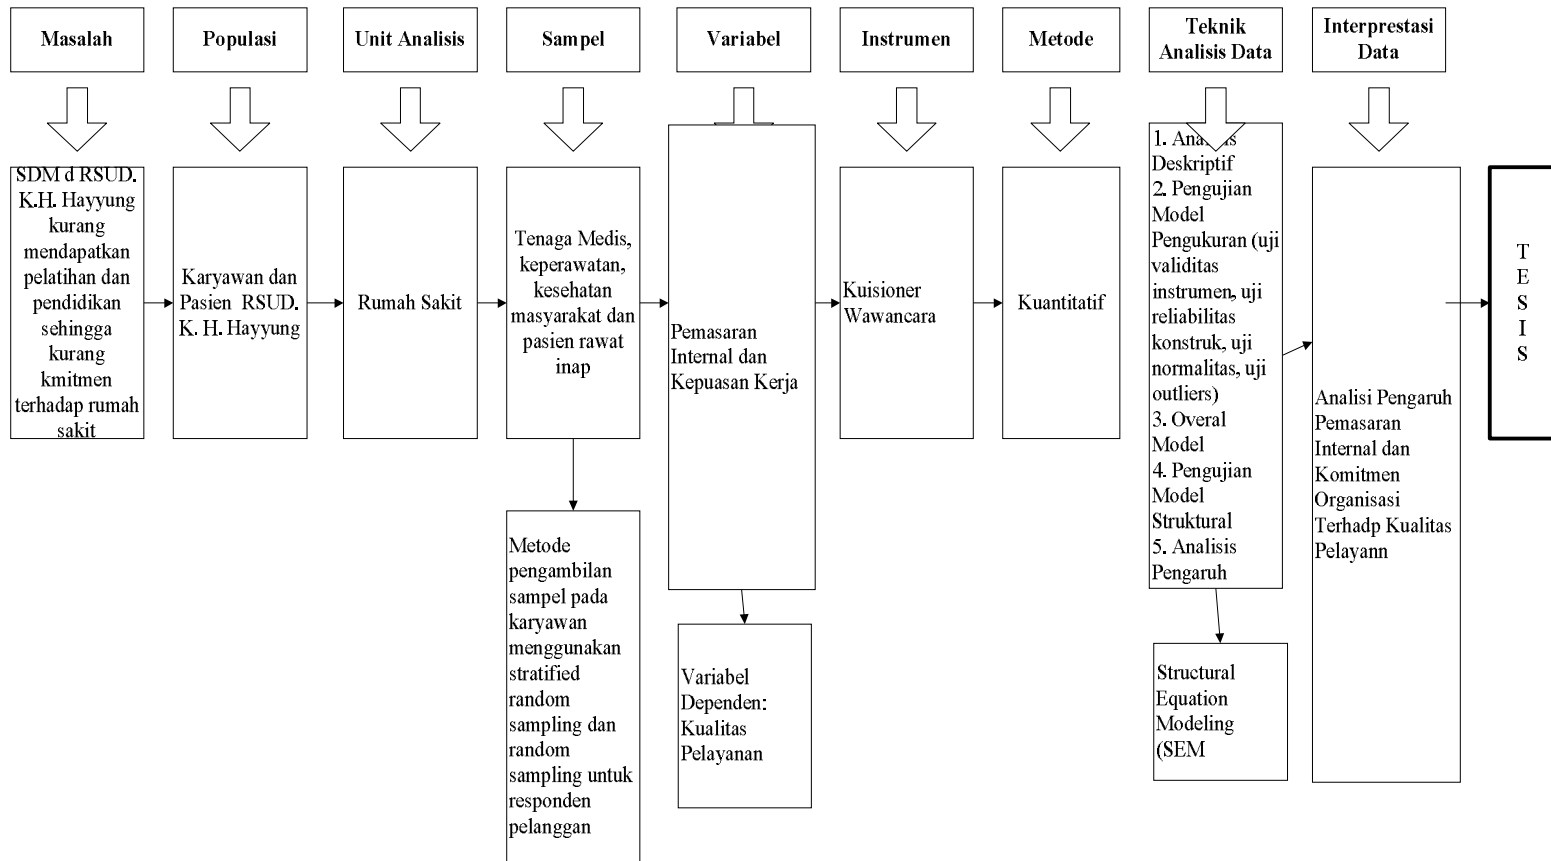 Masalah
Populasi
Unit Analisis
Sampel
Variabel
Instrumen
Metode
Teknik
Analisis Data
Interprestasi
Data
SDM d RSUD.
K.H. Hayyung
kurang
mendapatkan
pelatihan dan
pendidikan
sehingga
kurang
kmitmen
terhadap rumah
sakit
Karyawan dan
Pasien RSUD.
K. H. Hayyung
Rumah Sakit
Tenaga Medis,
keperawatan,
kesehatan
masyarakat dan
pasien rawat
inap
Metode
pengambilan
sampel pada
karyawan
menggunakan
stratified
random
sampling dan
random
sampling untuk
responden
pelanggan
Pemasaran
Internal dan
Kepuasan Kerja
Variabel
Dependen:
Kualitas
Pelayanan
Kuisioner
Wawancara
Kuantitatif
1. Analisis
Deskriptif
2. Pengujian
Model
Pengukuran (uji
validitas
instrumen, uji
reliabilitas
konstruk, uji
normalitas, uji
outliers)
3. Overal
Model
4. Pengujian
Model
Struktural
5. Analisis
Pengaruh
Structural
Equation
Modeling
(SEM
Analisi Pengaruh
Pemasaran
Internal dan
Komitmen
Organisasi
Terhadp Kualitas
Pelayann
T
E
S
I
S